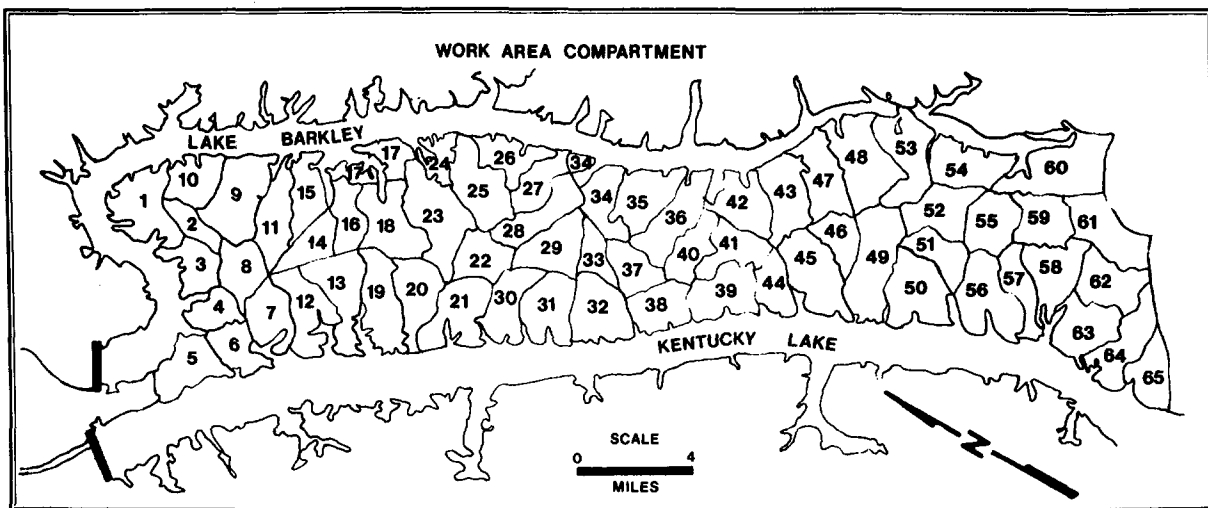 WORK AREA COMPARTMENT
LAKE BARKLEY
17 24 26 34 48 53 54 60
1 10 9 15 17 25 27 34 35 36 42 43 47
2 11 14 16 18 23 28 29 33 37 40 41 46 52 55 59 61
3 8 13 22 45 49 51 58 62
4 7 12 19 20 21 30 31 32 38 39 44 50 56 57 63
5 6 64 65
KENTUCKY LAKE
N
SCALE
0 4
MILES